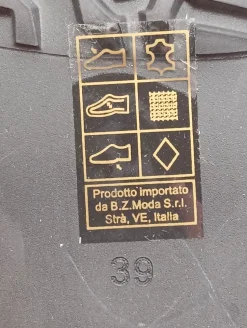 Prodotto importato
da B.Z.Moda S.r.l.
Strà, VE, Italia
39